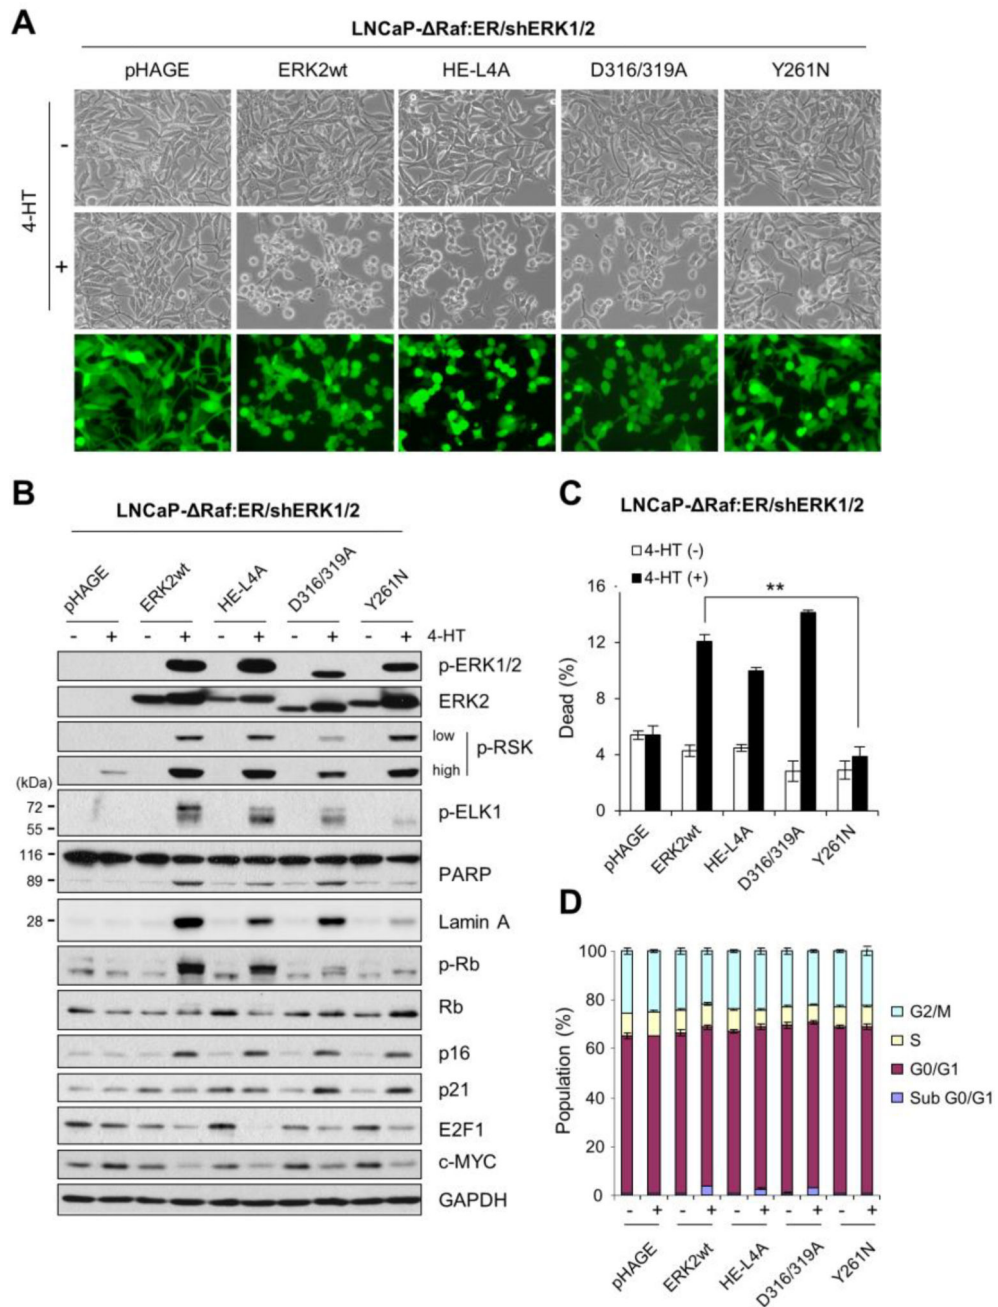 A
LNCaP-ΔRaf:ER/shERK1/2
pHAGE ERK2wt HE-L4A D316/319A Y261N
4-HT
-
+
B
LNCaP-ΔRaf:ER/shERK1/2
pHAGE ERK2wt HE-L4A D316/319A Y261N
- + - + - + - + - + 4-HT
p-ERK1/2
ERK2
low
p-RSK
high
(kDa)
72
p-ELK1
55
116
PARP
89
28 Lamin A
p-Rb
Rb
p16
p21
E2F1
c-MYC
GAPDH
C
LNCaP-ΔRaf:ER/shERK1/2
4-HT (-)
4-HT (+)
**
Dead (%)
16
12
8
4
0
pHAGE ERK2wt HE-L4A D316/319A Y261N
D
Population (%)
100
80
60
40
20
0
G2/M
S
G0/G1
Sub G0/G1
- + - + - + - + - +
pHAGE ERK2wt HE-L4A D316/319A Y261N